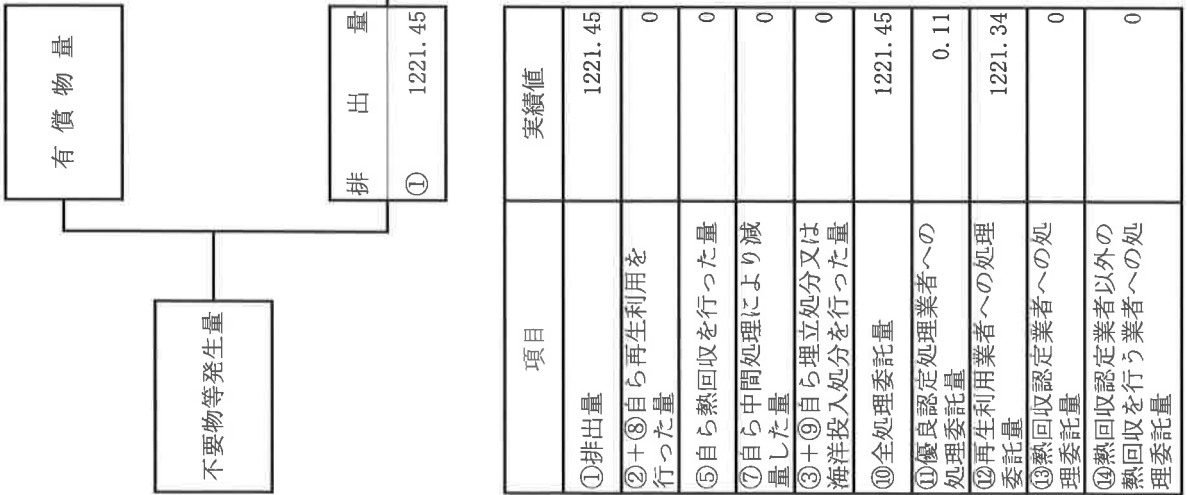 有償物量
不要物等発生量
排出量
① 1221.45
項目 実績値
①排出量 1221.45
②+⑧自ら再生利用を
行った量 0
⑤自ら熱回収を行った量 0
⑦自ら中間処理により減
量した量 0
③+⑨自ら埋立処分又は
海洋投入処分を行った量 0
⑩全処理委託量 1221.45
⑪優良認定処理業者への
処理委託量 0.11
⑫再生利用業者への処理
委託量 1221.34
⑬熱回収認定業者への処
理委託量 0
⑭熱回収認定業者以外の
熱回収を行う業者への処
理委託量 0